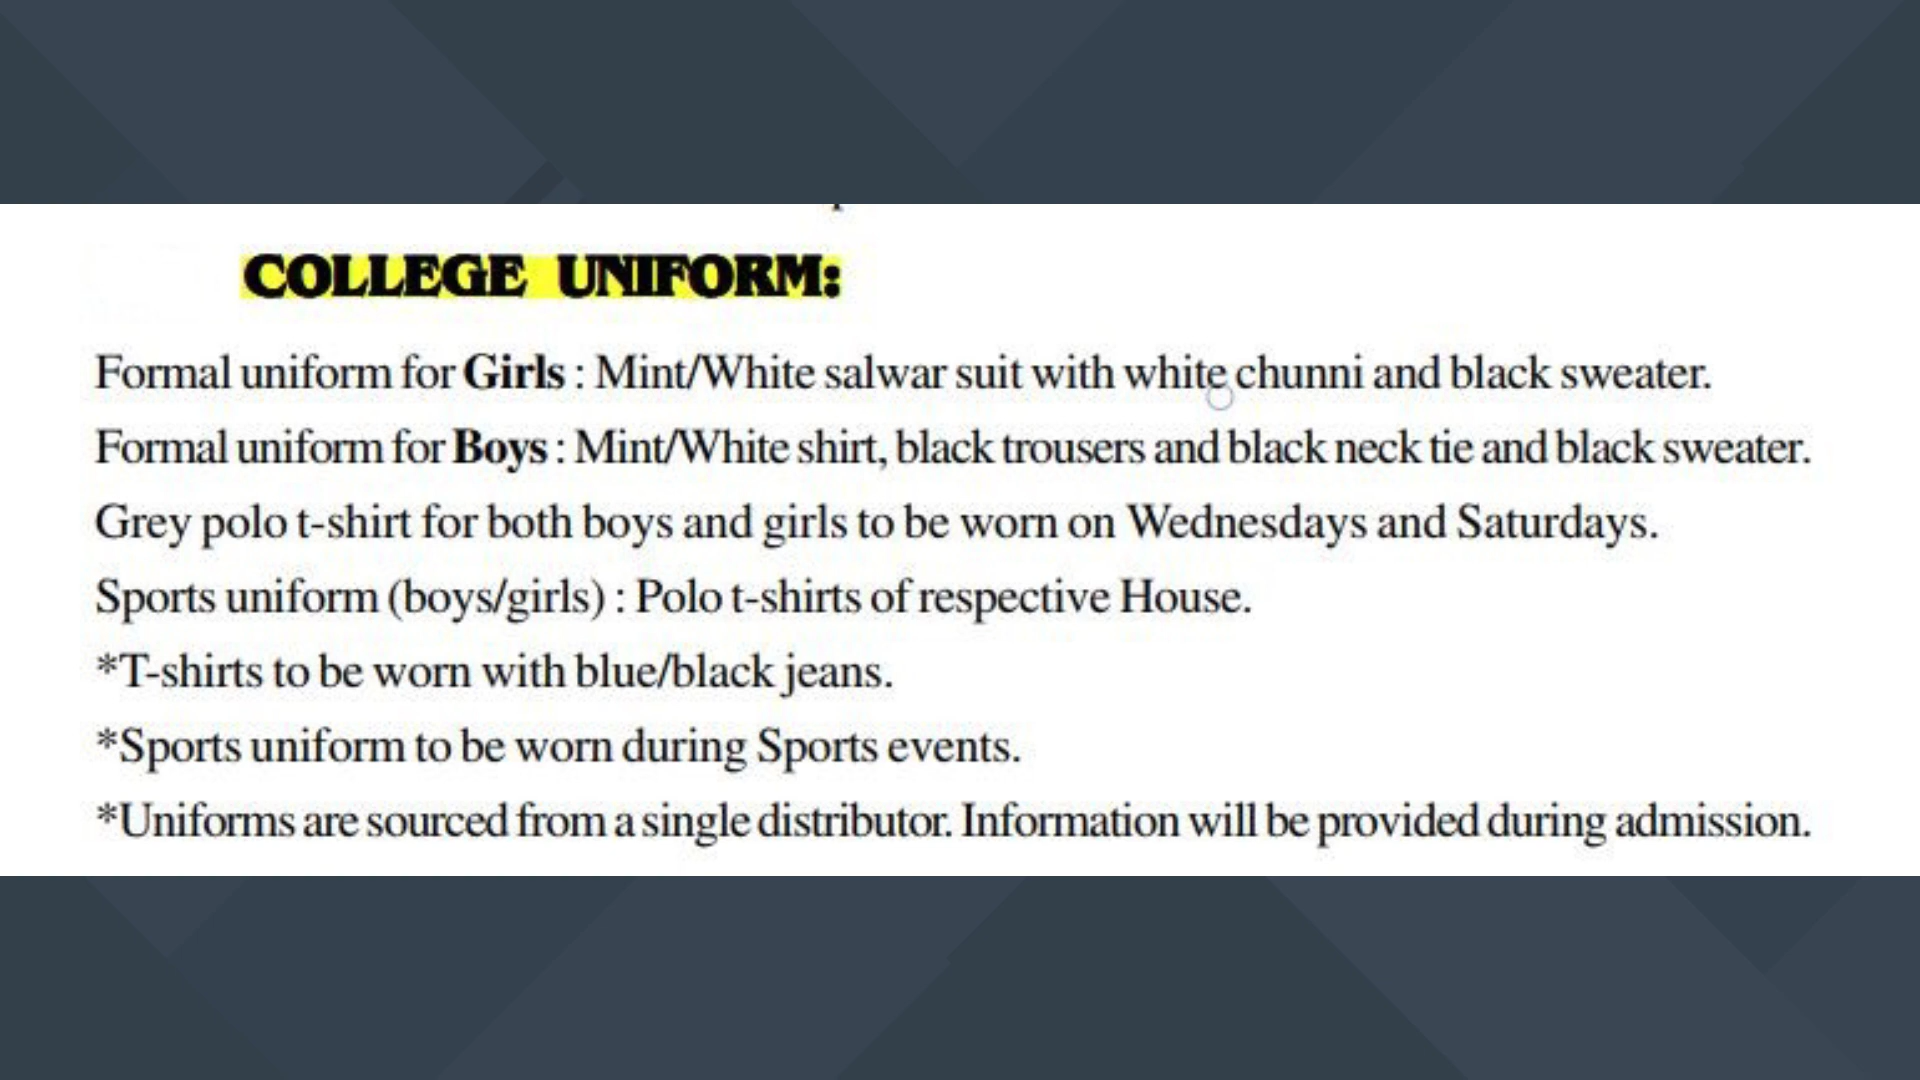 COLLEGE UNIFORM:
Formal uniform for Girls : Mint/White salwar suit with white chunni and black sweater.
Formal uniform for Boys : Mint/White shirt, black trousers and black neck tie and black sweater.
Grey polo t-shirt for both boys and girls to be worn on Wednesdays and Saturdays.
Sports uniform (boys/girls) : Polo t-shirts of respective House.
*T-shirts to be worn with blue/black jeans.
*Sports uniform to be worn during Sports events.
*Uniforms are sourced from a single distributor. Information will be provided during admission.